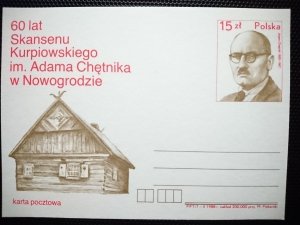 60 lat
Skansenu
Kurpiowskiego
im. Adama Chętnika
w Nowogrodzie
15 zł Polska
karta pocztowa